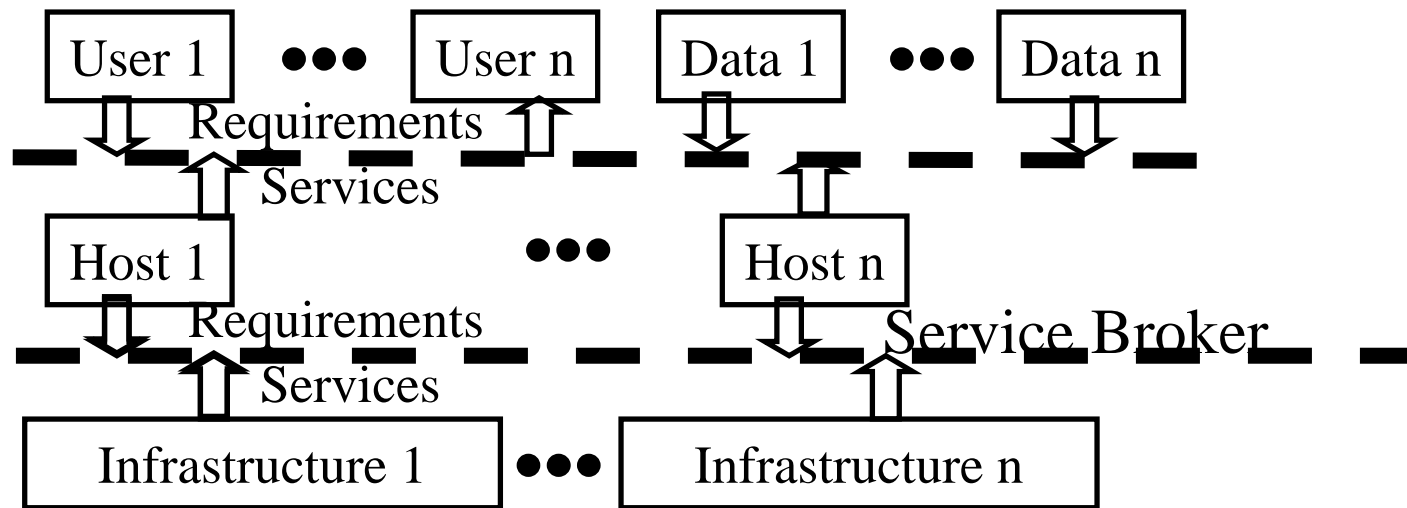 User 1 ●●● User n Data 1 ●●● Data n
Requirements
Services
Host 1 ●●● Host n
Requirements
Service Broker
Services
Infrastructure 1 ●●● Infrastructure n